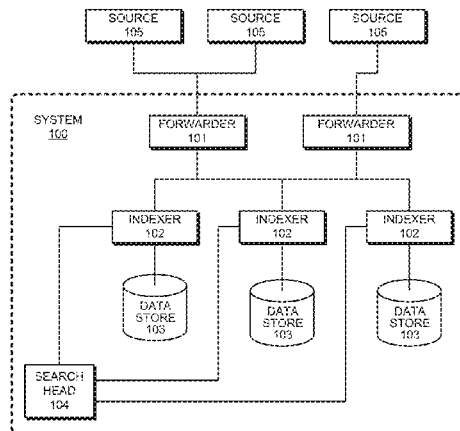 SOURCE
105
SOURCE
105
SOURCE
105
SYSTEM
100
FORWARDER
101
FORWARDER
101
INDEXER
102
INDEXER
102
INDEXER
102
DATA
STORE
103
DATA
STORE
103
DATA
STORE
103
SEARCH
HEAD
104